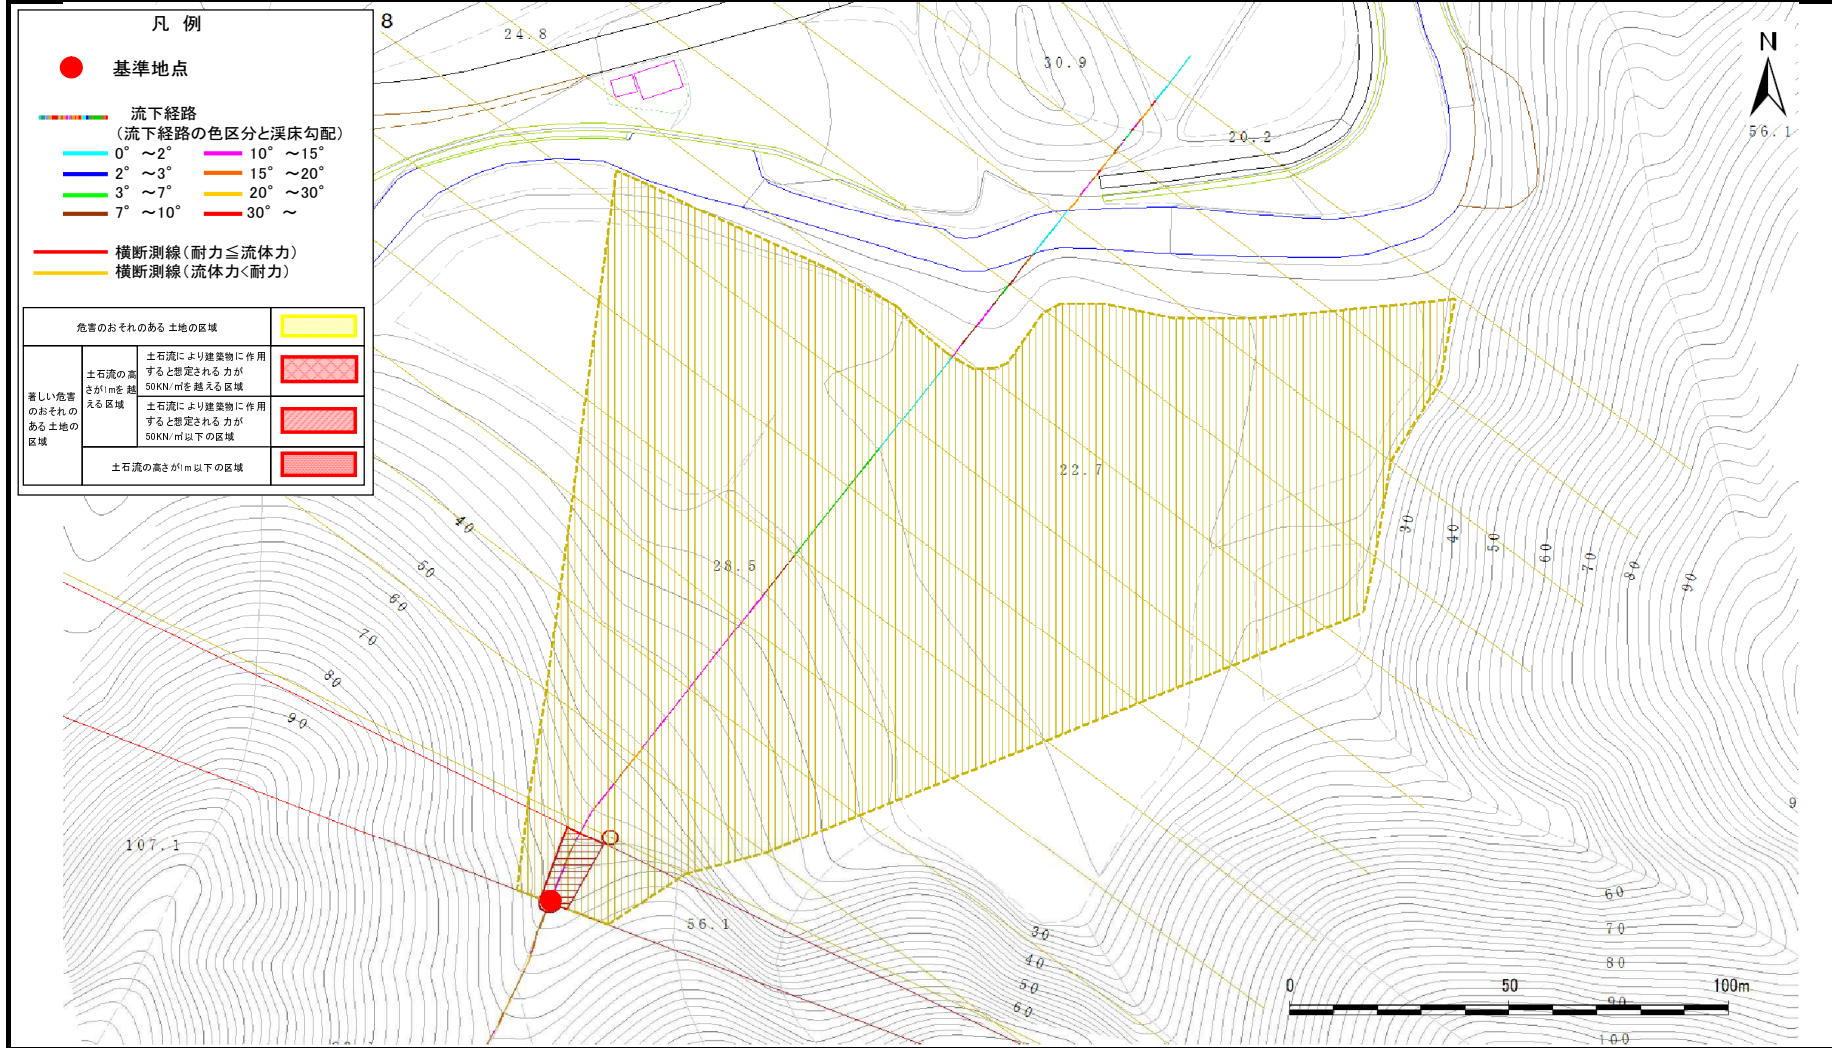 凡 例
基準地点
流下経路
(流下経路の色区分と渓床勾配)
0° ～2° 10° ～15°
2° ～3° 15° ～20°
3° ～7° 20° ～30°
7° ～10° 30° ～
横断測線(耐力≦流体力)
横断測線(流体力<耐力)
危害のおそれのある 土地の区域
著しい危害
のおそれの
ある 土地の
区域
土石流の高
さが1mを 越
える区域
土石流により建築物に作用
すると想定される 力が
50KN/㎡を越える区域
土石流により建築物に作用
すると想定される 力が
50KN/㎡以下の区域
土石流の高さが1m以下の区域
8
24.8
30.9
20.2
N
56.1
22.7
28.5
40
50
60
70
80
90
30
40
50
60
70
80
90
107.1
56.1
30
40
50
60
9
60
70
80
90
100
0 50 100m